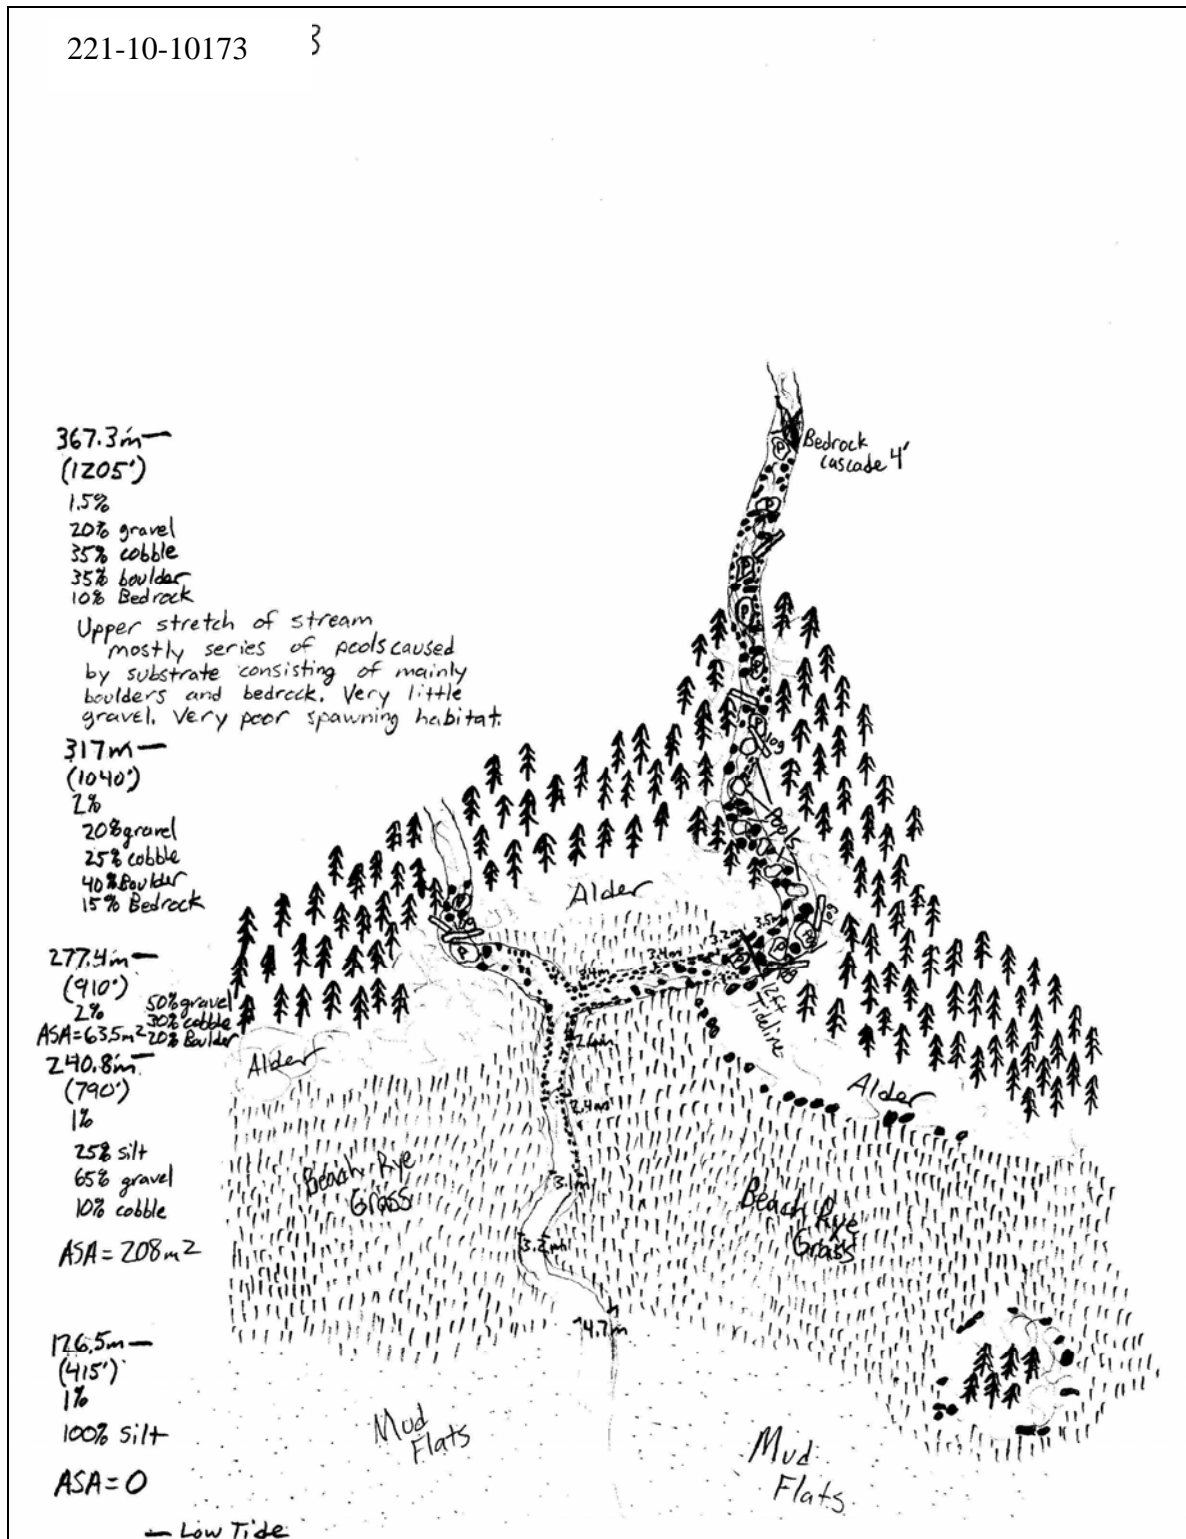 221-10-10173
367.3m
(1205')
1.5%
20% gravel
35% cobble
35% boulder
10% Bedrock
Upper stretch of stream
mostly series of pools caused
by substrate consisting of mainly
boulders and bedrock. Very little
gravel. Very poor spawning habitat.
317m
(1040')
2%
20% gravel
25% cobble
40% Boulder
15% Bedrock
277.4m
(910')
2%
50% gravel
30% cobble
20% Boulder
ASA=63.5m2
240.8m
(790')
1%
25% silt
65% gravel
10% cobble
ASA=208m2
126.5m
(415')
1%
100% silt
ASA=0
Low Tide
Bedrock
cascade 4'
P
P
P
P
P
P
log
pools
log
Alder
P
P
3.5m
3.2m
3.4m
3.4m
P
P
log
12ft
Tideline
2.6m
2.4m
3.1m
3.2m
4.7m
Alder
Alder
Beach Rye
Grass
Beach Rye
Grass
Mud
Flats
Mud
Flats